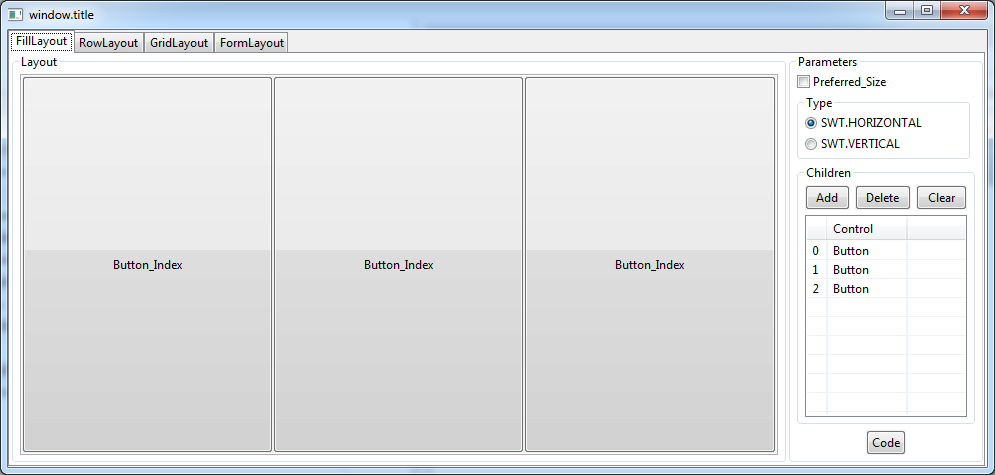 window.title
FillLayout RowLayout GridLayout FormLayout
Layout
Button_Index Button_Index Button_Index
Parameters
Preferred_Size
Type
SWT.HORIZONTAL
SWT.VERTICAL
Children
Add Delete Clear
Control
0 Button
1 Button
2 Button
Code